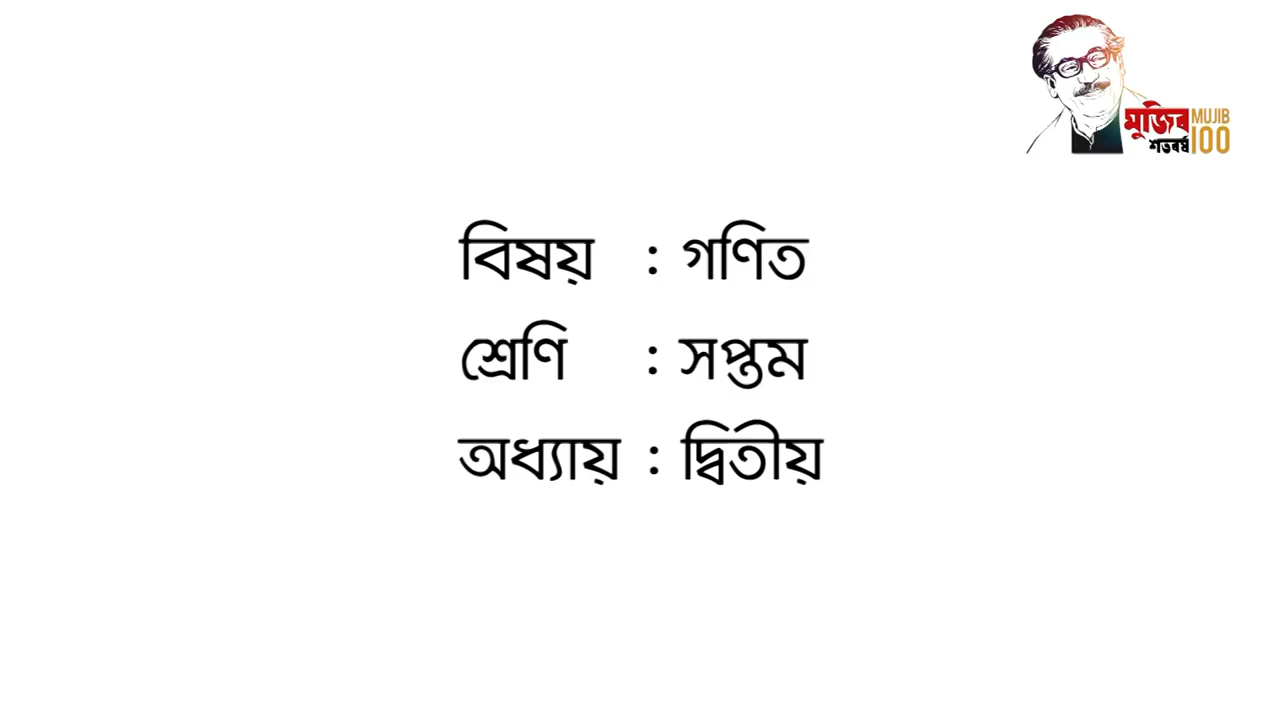 মুজিব MUJIB
শতবর্ষ 100
বিষয় : গণিত
শ্রেণি : সপ্তম
অধ্যায় : দ্বিতীয়